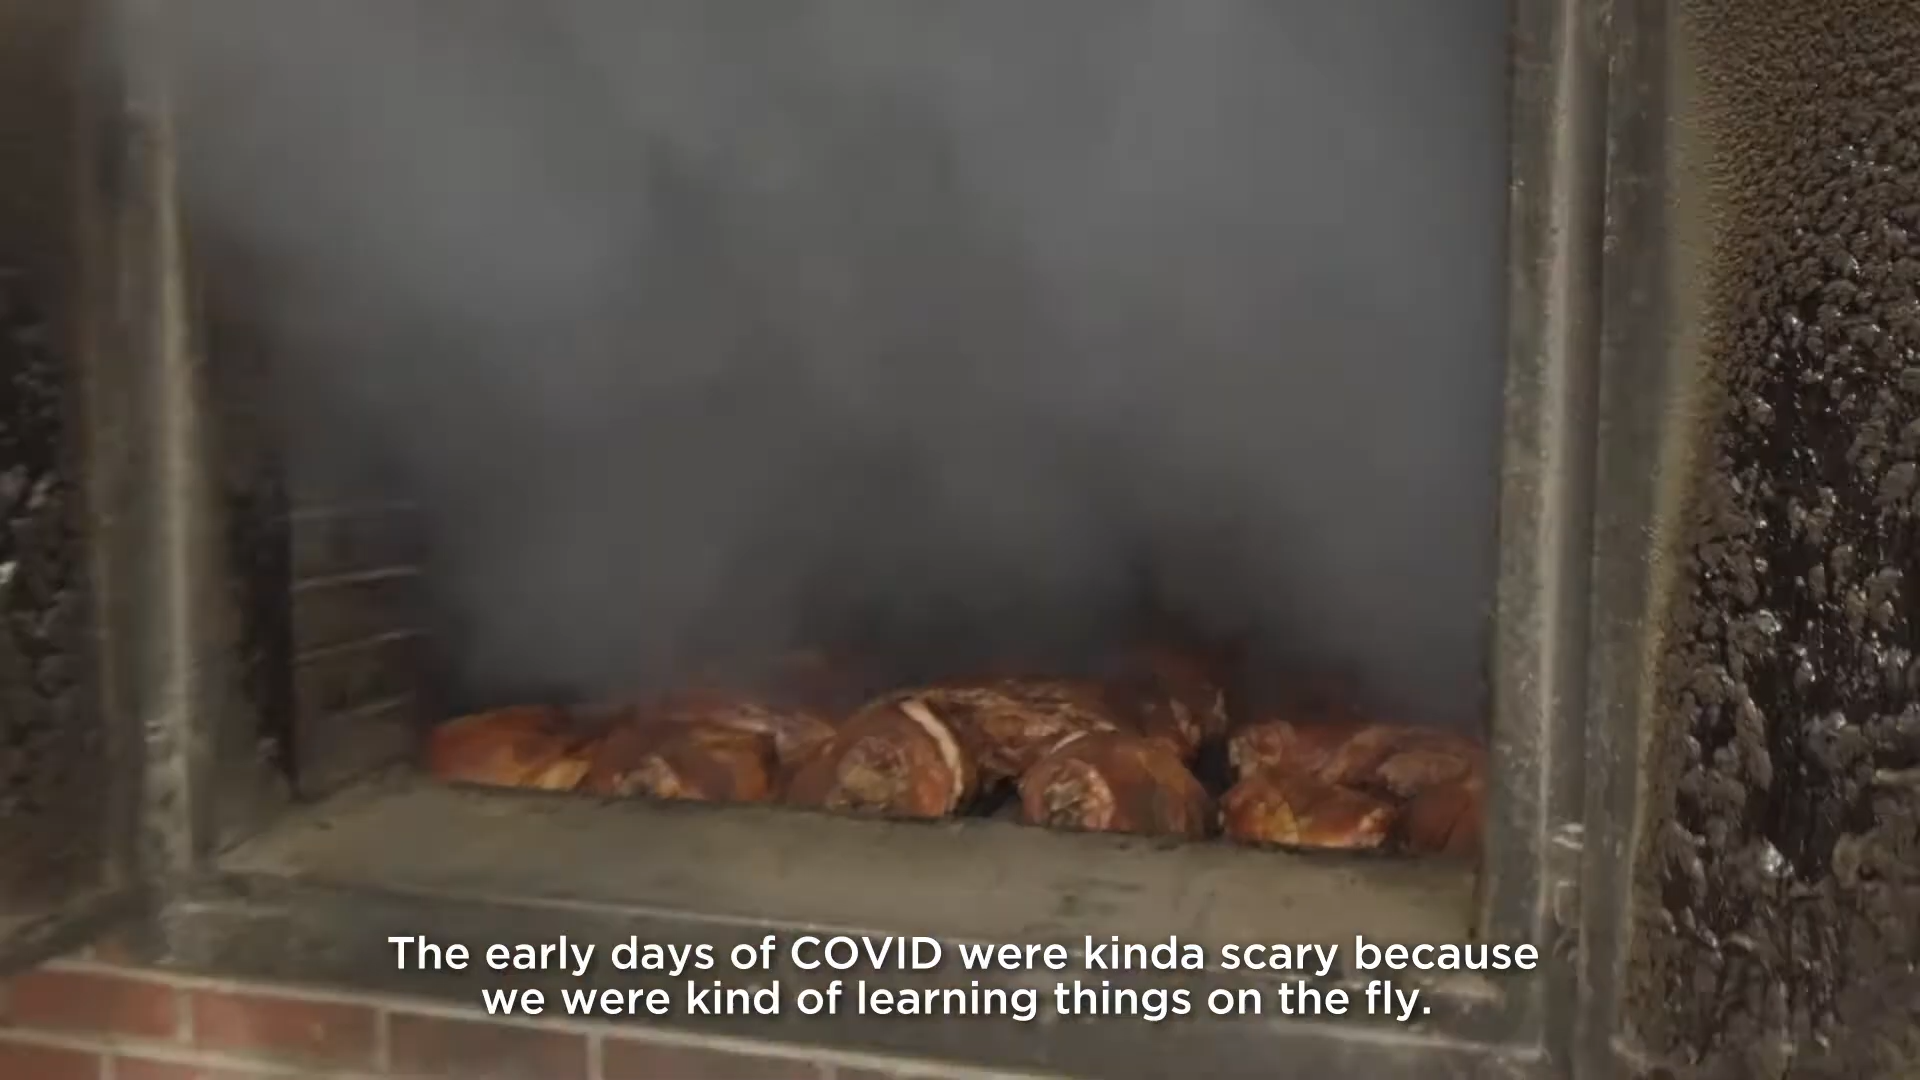 The early days of COVID were kinda scary because
we were kind of learning things on the fly.